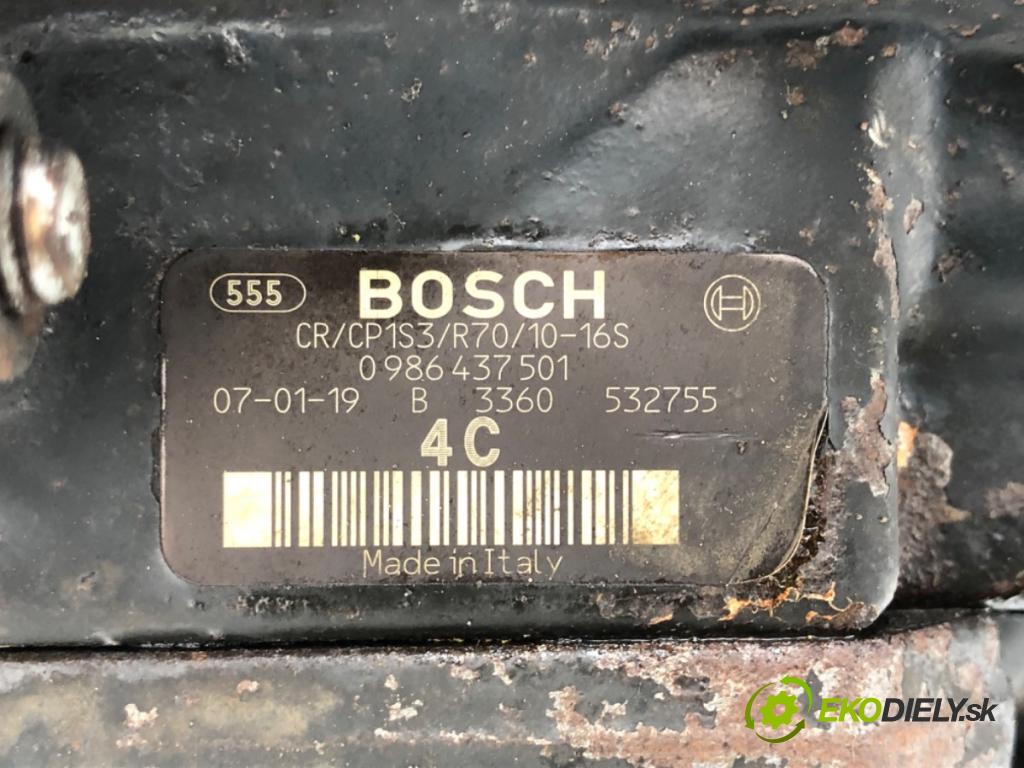 555 BOSCH
CR/CP1S3/R70/10-16S
0 986 437 501
07-01-19 B 3360 532755
4C
Made in Italy
EKODIELY.sk